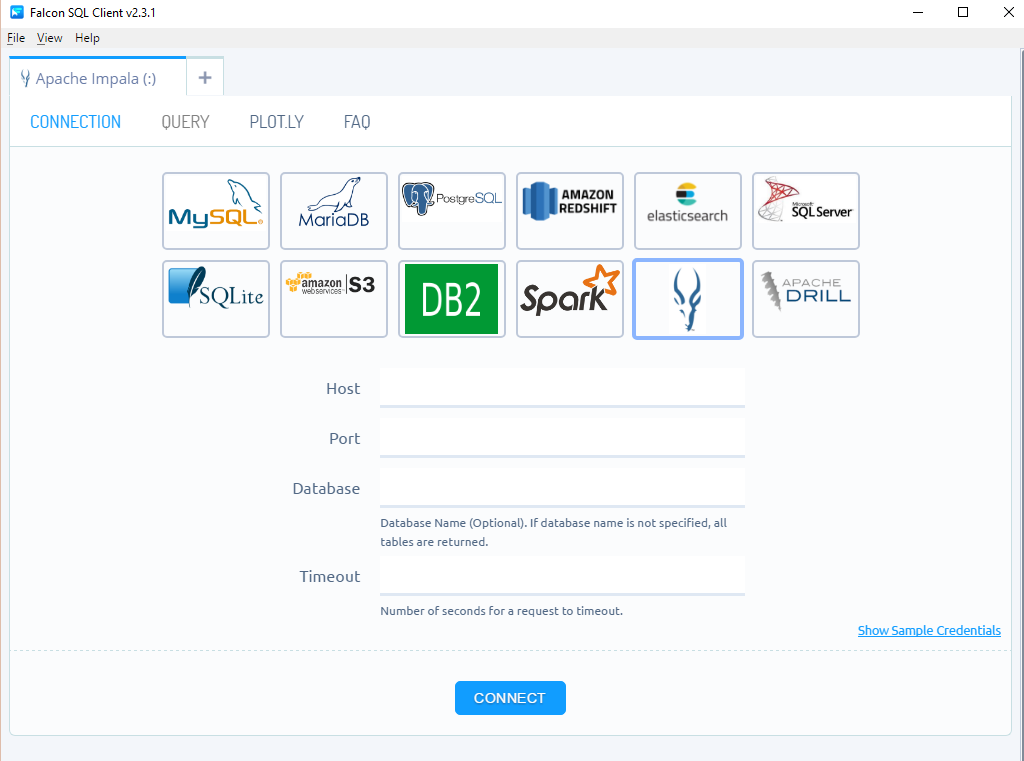 Falcon SQL Client v2.3.1
File View Help
Apache Impala (:) +
CONNECTION QUERY PLOT.LY FAQ
MySQL MariaDB PostgreSQL AMAZON REDSHIFT elasticsearch Microsoft SQL Server
SQLite amazon web services S3 DB2 Spark APACHE DRILL
Host
Port
Database
Database Name (Optional). If database name is not specified, all
tables are returned.
Timeout
Number of seconds for a request to timeout.
Show Sample Credentials
CONNECT